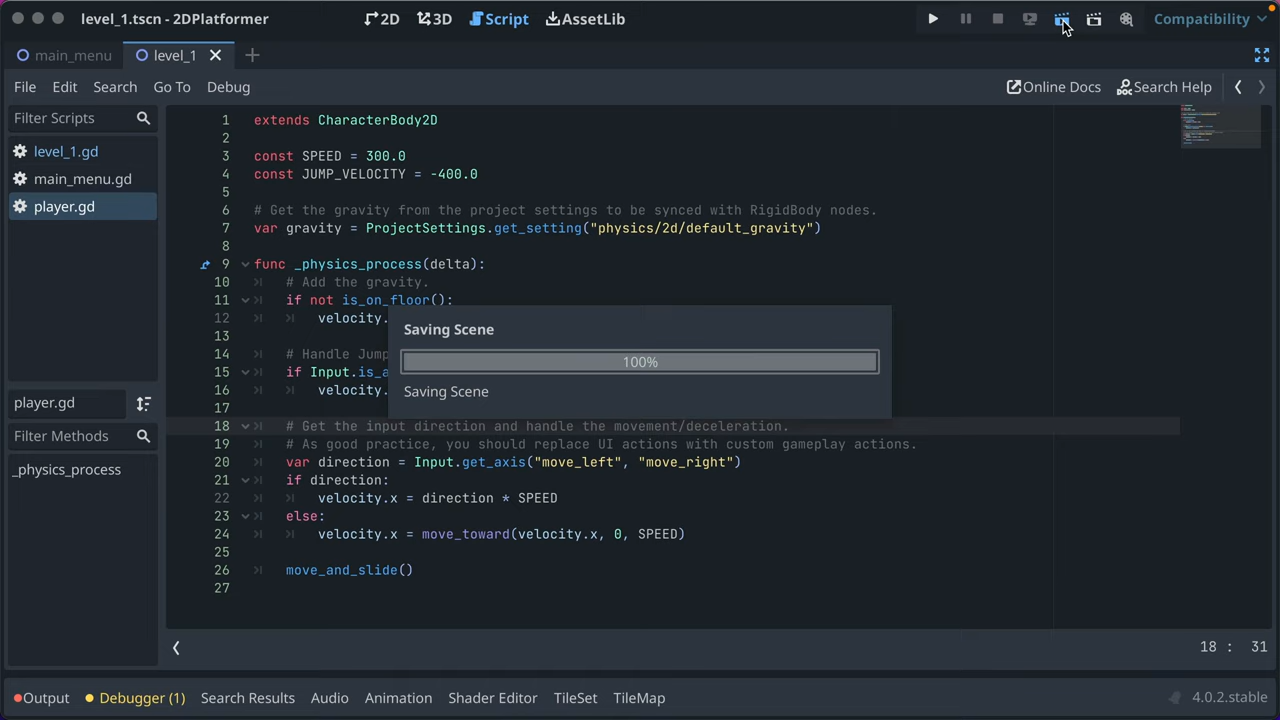 level_1.tscn - 2DPlatformer
2D 3D Script AssetLib
Compatibility
main_menu level_1
File Edit Search Go To Debug
Online Docs Search Help
Filter Scripts
level_1.gd
main_menu.gd
player.gd
player.gd
Filter Methods
_physics_process
1 extends CharacterBody2D
2
3 const SPEED = 300.0
4 const JUMP_VELOCITY = -400.0
5
6 # Get the gravity from the project settings to be synced with RigidBody nodes.
7 var gravity = ProjectSettings.get_setting("physics/2d/default_gravity")
8
9 func _physics_process(delta):
10 # Add the gravity.
11 if not is_on_floor():
12 velocity.
13
14 # Handle Jum
15 if Input.is_a
16 velocity.
17
18 # Get the input direction and handle the movement/deceleration.
19 # As good practice, you should replace UI actions with custom gameplay actions.
20 var direction = Input.get_axis("move_left", "move_right")
21 if direction:
22 velocity.x = direction * SPEED
23 else:
24 velocity.x = move_toward(velocity.x, 0, SPEED)
25
26 move_and_slide()
27
Saving Scene
100%
Saving Scene
18 : 31
Output Debugger (1) Search Results Audio Animation Shader Editor TileSet TileMap
4.0.2.stable